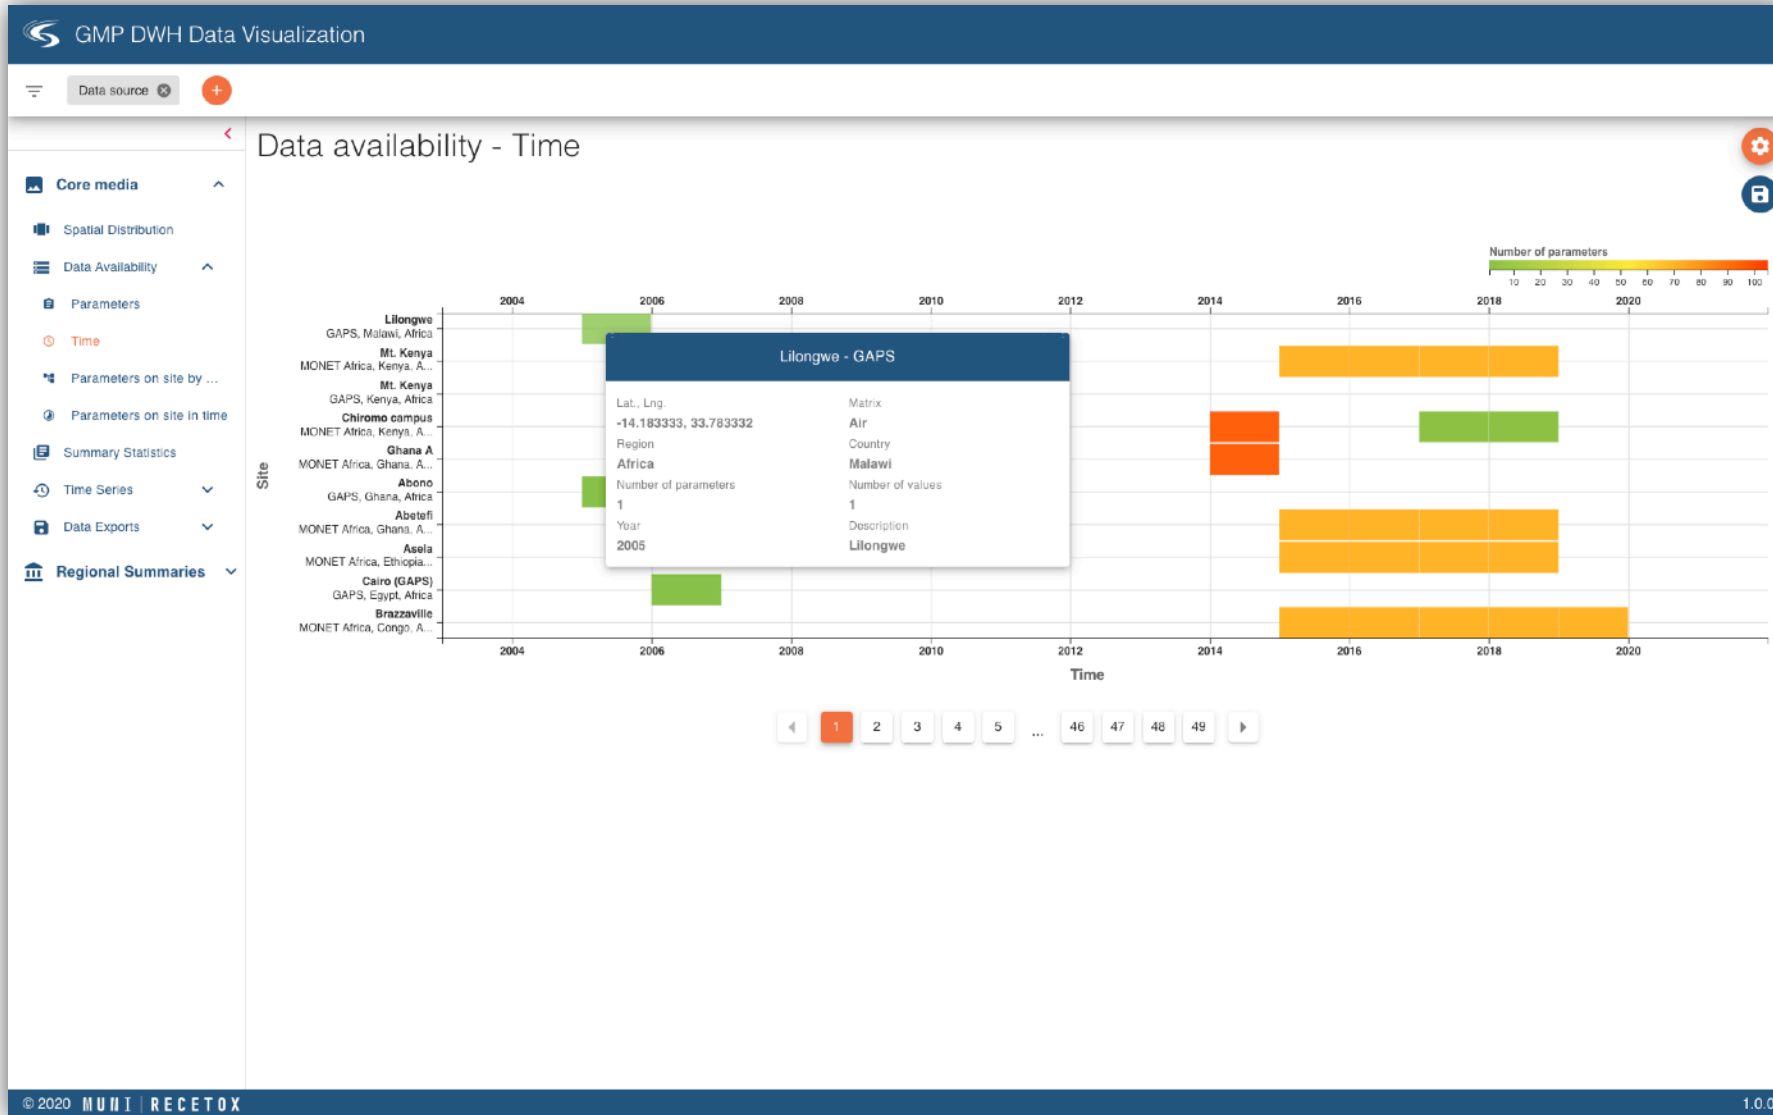 GMP DWH Data Visualization
Data source
Data availability - Time
Core media
Spatial Distribution
Data Availability
Parameters
Time
Parameters on site by ...
Parameters on site in time
Summary Statistics
Time Series
Data Exports
Regional Summaries
Number of parameters
10 20 30 40 50 60 70 80 90 100
2004 2006 2008 2010 2012 2014 2016 2018 2020
Site
Lilongwe
GAPS, Malawi, Africa
Mt. Kenya
MONET Africa, Kenya, A...
Mt. Kenya
GAPS, Kenya, Africa
Chiromo campus
MONET Africa, Kenya, A...
Ghana A
MONET Africa, Ghana, A...
Abono
GAPS, Ghana, Africa
Abetefi
MONET Africa, Ghana, A...
Asela
MONET Africa, Ethiopia...
Cairo (GAPS)
GAPS, Egypt, Africa
Brazzaville
MONET Africa, Congo, A...
Lilongwe - GAPS
Lat., Lng. Matrix
-14.183333, 33.783332 Air
Region Country
Africa Malawi
Number of parameters Number of values
1 1
Year Description
2005 Lilongwe
2004 2006 2008 2010 2012 2014 2016 2018 2020
Time
1 2 3 4 5 ... 46 47 48 49
© 2020 MUNI | RECETOX
1.0.0